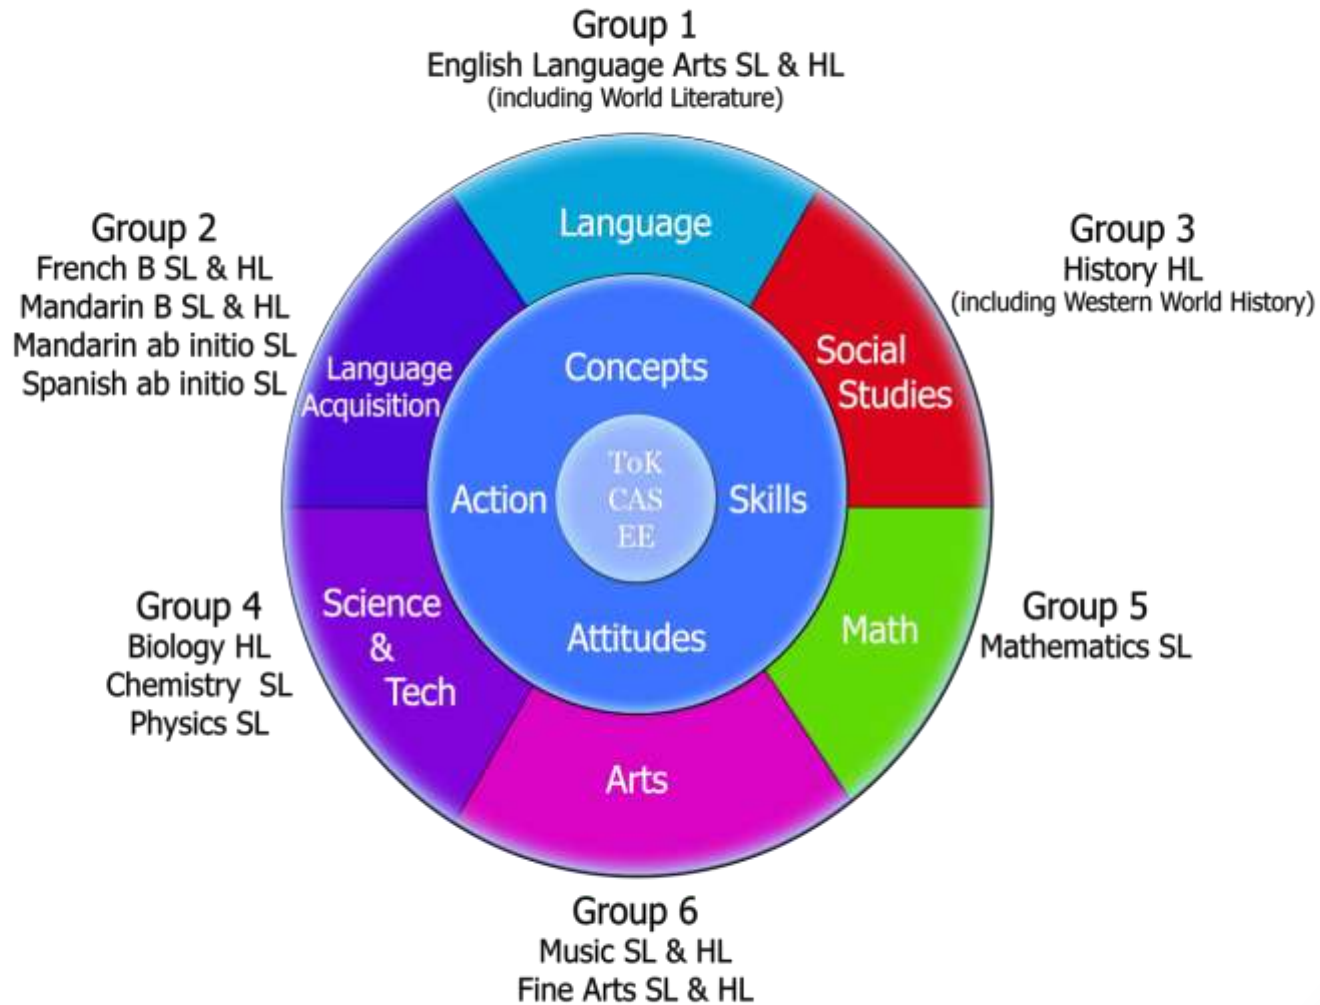 Group 1
English Language Arts SL & HL
(including World Literature)
Language
Group 2
French B SL & HL
Mandarin B SL & HL
Mandarin ab initio SL
Spanish ab initio SL
Language
Acquisition
Group 3
History HL
(including Western World History)
Social
Studies
Concepts
Action
ToK
CAS
EE
Skills
Attitudes
Group 4
Biology HL
Chemistry SL
Physics SL
Science
&
Tech
Math
Group 5
Mathematics SL
Arts
Group 6
Music SL & HL
Fine Arts SL & HL